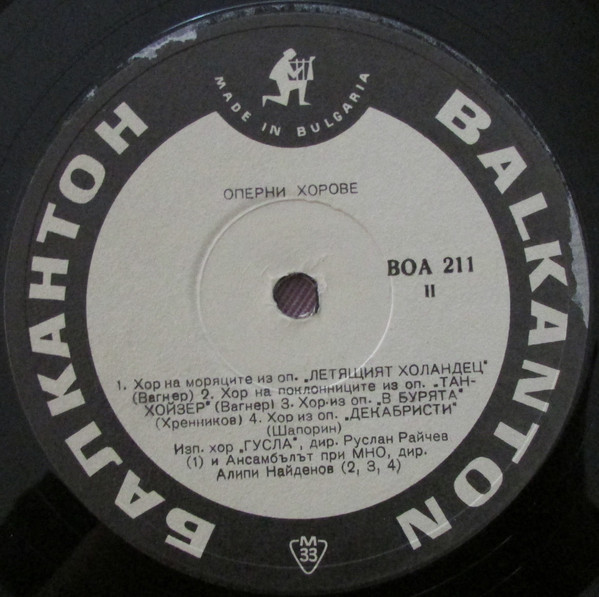 MADE IN BULGARIA
БАЛКАНТОН
BALKANTON
ОПЕРНИ ХОРОВЕ
ВОА 211
II
1. Хор на моряците из оп. „ЛЕТЯЩИЯТ ХОЛАНДЕЦ"
(Вагнер) 2. Хор на поклонниците из оп. „ТАН-
ХОЙЗЕР" (Вагнер) 3. Хор из оп. „В БУРЯТА"
(Хренников) 4. Хор из оп. „ДЕКАБРИСТИ"
(Шапорин)
Изп. хор „ГУСЛА", дир. Руслан Райчев
(1) и Ансамбълът при МНО, дир.
Алипи Найденов (2, 3, 4)
M
33